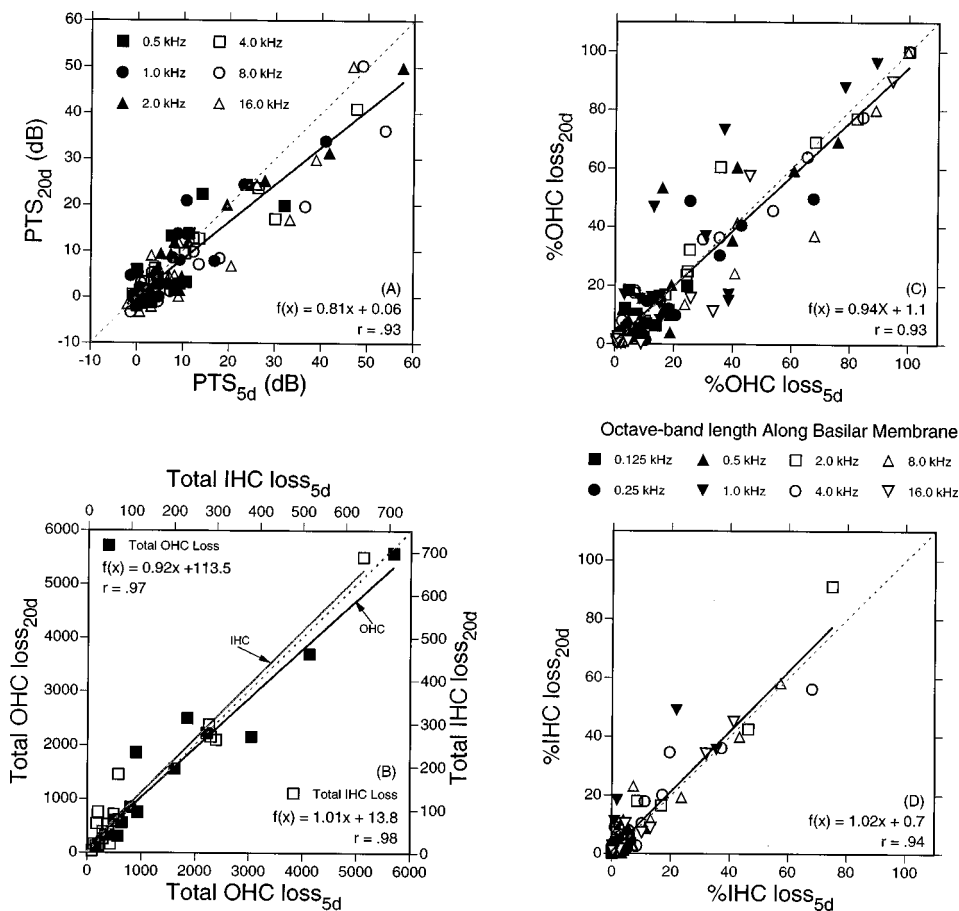 60
50
40
30
20
10
0
-10
-10 0 10 20 30 40 50 60
PTS20d (dB)
PTS5d (dB)
0.5 kHz 4.0 kHz
1.0 kHz 8.0 kHz
2.0 kHz 16.0 kHz
(A)
f(x) = 0.81x + 0.06
r = .93
100
80
60
40
20
0
0 20 40 60 80 100
%OHC loss20d
%OHC loss5d
(C)
f(x) = 0.94X + 1.1
r = 0.93
Octave-band length Along Basilar Membrane
0.125 kHz 0.5 kHz 2.0 kHz 8.0 kHz
0.25 kHz 1.0 kHz 4.0 kHz 16.0 kHz
Total IHC loss5d
0 100 200 300 400 500 600 700
6000
5000
4000
3000
2000
1000
0
Total OHC loss20d
Total OHC Loss
f(x) = 0.92x +113.5
r = .97
IHC
OHC
(B)
Total IHC Loss
f(x) = 1.01x + 13.8
r = .98
700
600
500
400
300
200
100
0
Total IHC loss20d
0 1000 2000 3000 4000 5000 6000
Total OHC loss5d
100
80
60
40
20
0
%IHC loss20d
(D)
f(x) = 1.02x + 0.7
r = .94
0 20 40 60 80 100
%IHC loss5d